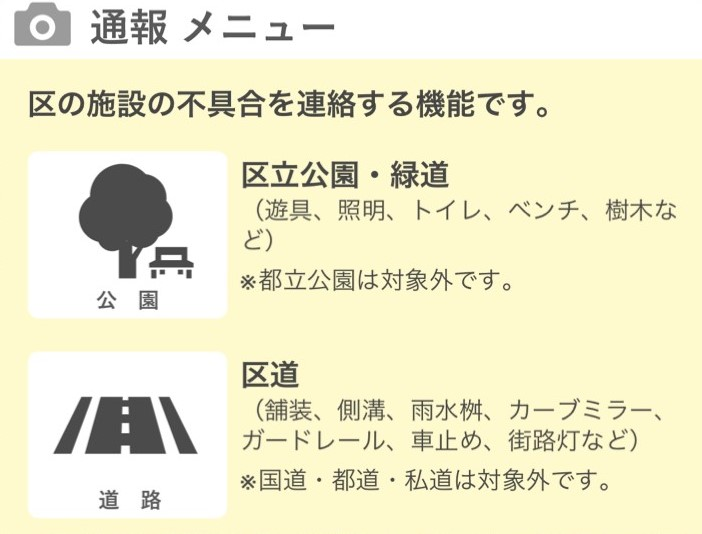 通報 メニュー
区の施設の不具合を連絡する機能です。
公 園
区立公園・緑道
（遊具、照明、トイレ、ベンチ、樹木な
ど）
※都立公園は対象外です。
道 路
区道
（舗装、側溝、雨水桝、カーブミラー、
ガードレール、車止め、街路灯など）
※国道・都道・私道は対象外です。